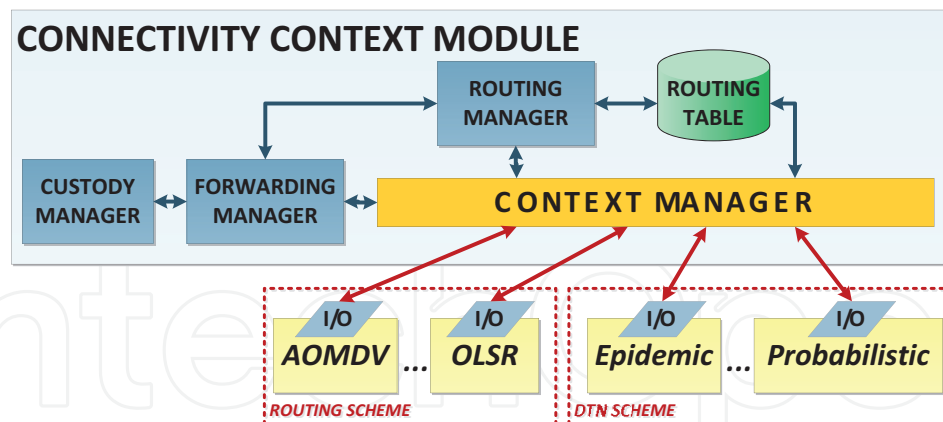 CONNECTIVITY CONTEXT MODULE
ROUTING
MANAGER
ROUTING
TABLE
CUSTODY
MANAGER
FORWARDING
MANAGER
CONTEXT MANAGER
I/O
AOMDV
...
I/O
OLSR
I/O
Epidemic
...
I/O
Probabilistic
ROUTING SCHEME
DTN SCHEME